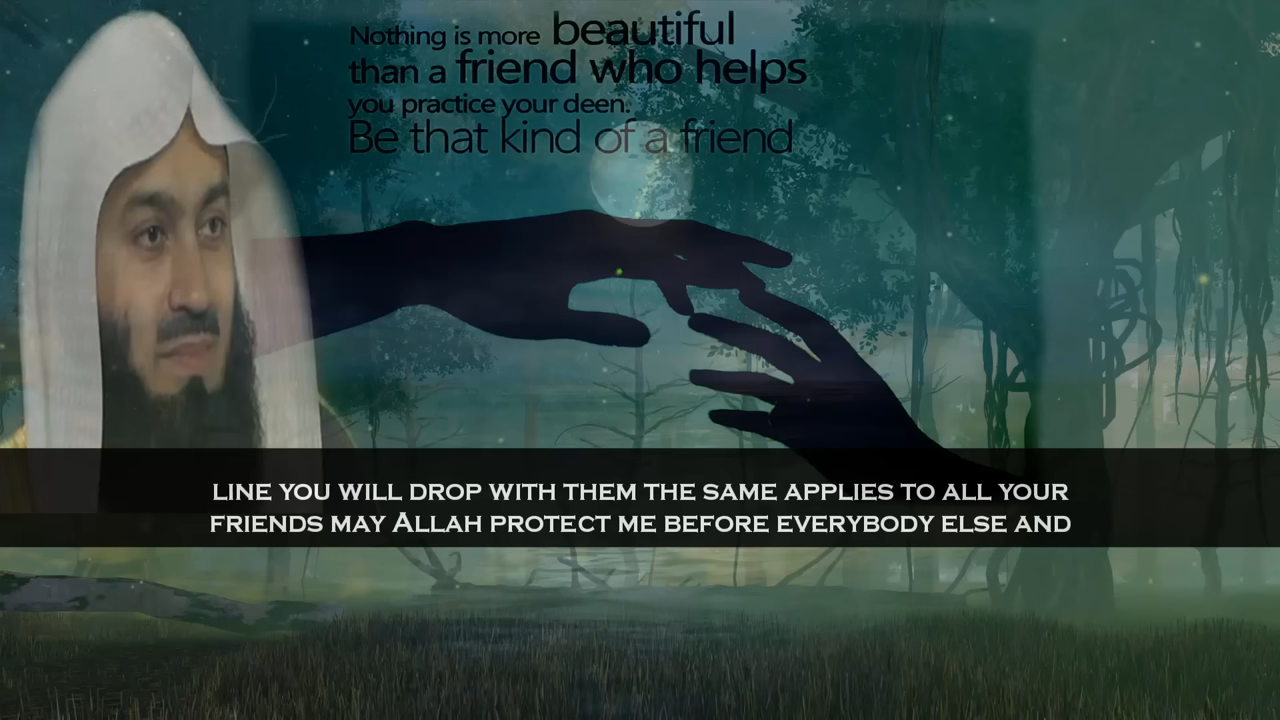 Nothing is more beautiful
than a friend who helps
you practice your deen.
Be that kind of a friend
LINE YOU WILL DROP WITH THEM THE SAME APPLIES TO ALL YOUR
FRIENDS MAY ALLAH PROTECT ME BEFORE EVERYBODY ELSE AND